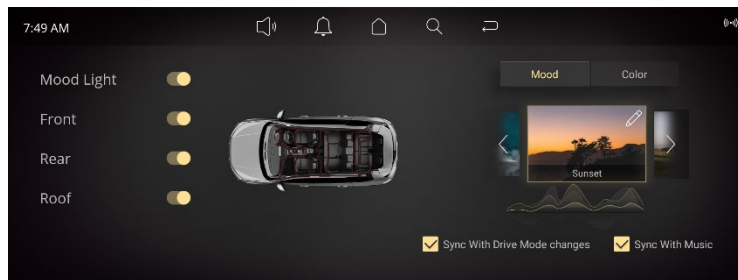 7:49 AM
Mood Light
Front
Rear
Roof
Mood Color
Sunset
Sync With Drive Mode changes Sync With Music